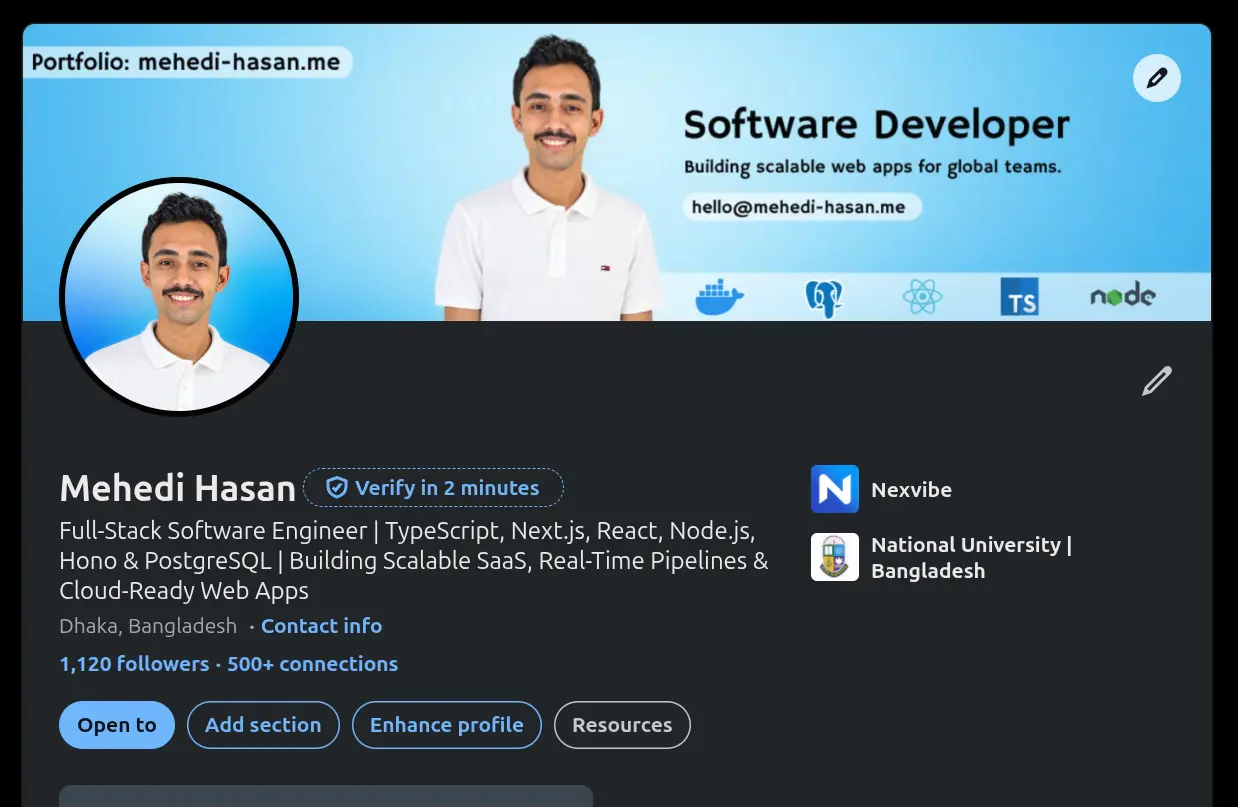 Portfolio: mehedi-hasan.me
Software Developer
Building scalable web apps for global teams.
hello@mehedi-hasan.me
TS
node
Mehedi Hasan
Verify in 2 minutes
Full-Stack Software Engineer | TypeScript, Next.js, React, Node.js,
Hono & PostgreSQL | Building Scalable SaaS, Real-Time Pipelines &
Cloud-Ready Web Apps
Dhaka, Bangladesh · Contact info
1,120 followers · 500+ connections
N
Nexvibe
National University |
Bangladesh
Open to
Add section
Enhance profile
Resources